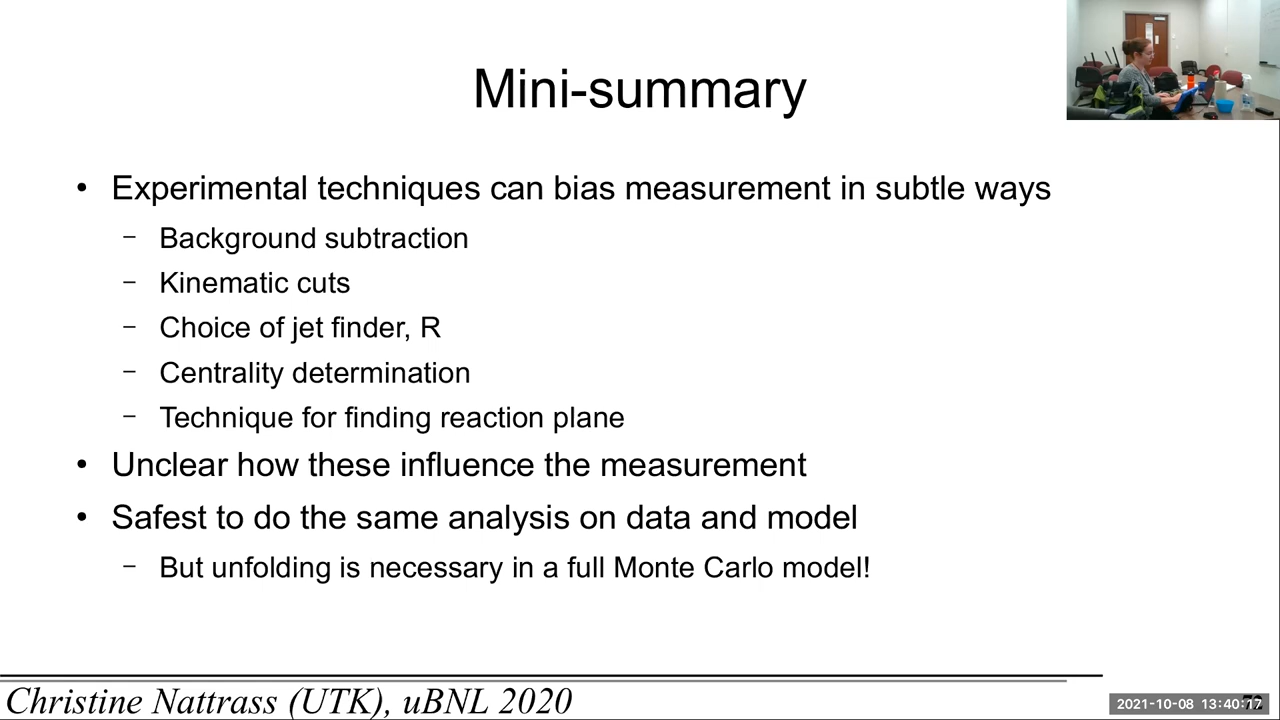 Mini-summary
• Experimental techniques can bias measurement in subtle ways
– Background subtraction
– Kinematic cuts
– Choice of jet finder, R
– Centrality determination
– Technique for finding reaction plane
• Unclear how these influence the measurement
• Safest to do the same analysis on data and model
– But unfolding is necessary in a full Monte Carlo model!
Christine Nattrass (UTK), uBNL 2020
2021-10-08 13:40:17